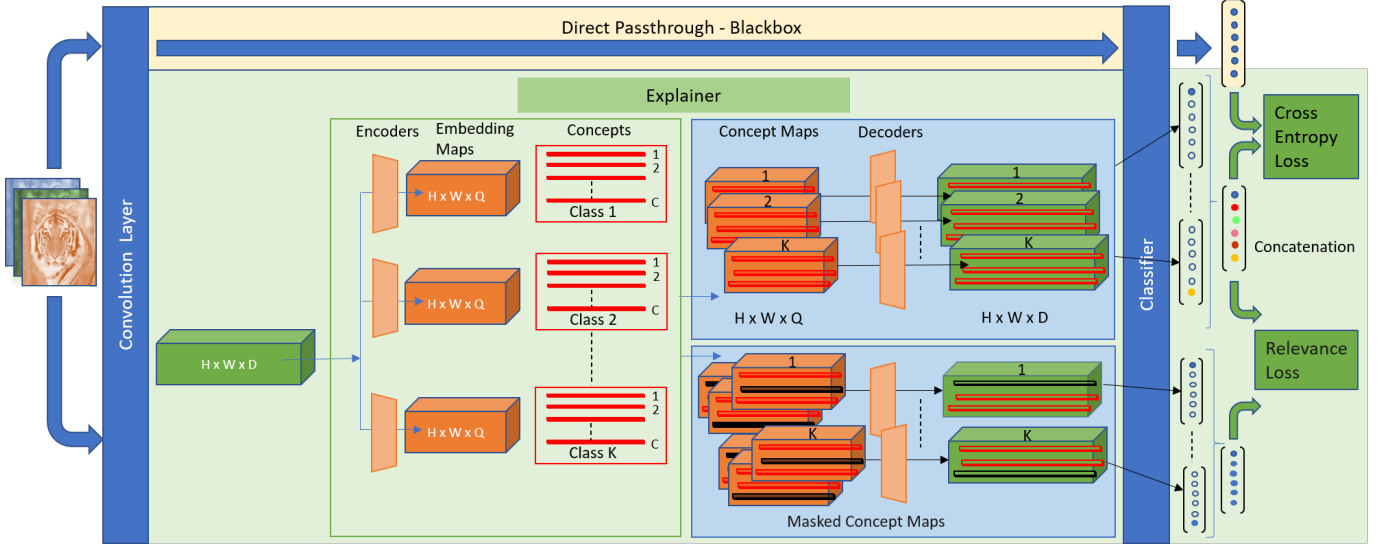 Direct Passthrough - Blackbox
Explainer
Convolution Layer
Classifier
Encoders
Embedding
Maps
Concepts
H x W x D
H x W x Q
1
2
C
Class 1
H x W x Q
1
2
C
Class 2
H x W x Q
1
2
C
Class K
Concept Maps
Decoders
1
2
K
1
2
K
H x W x Q
H x W x D
1
K
1
K
Masked Concept Maps
Cross
Entropy
Loss
Concatenation
Relevance
Loss